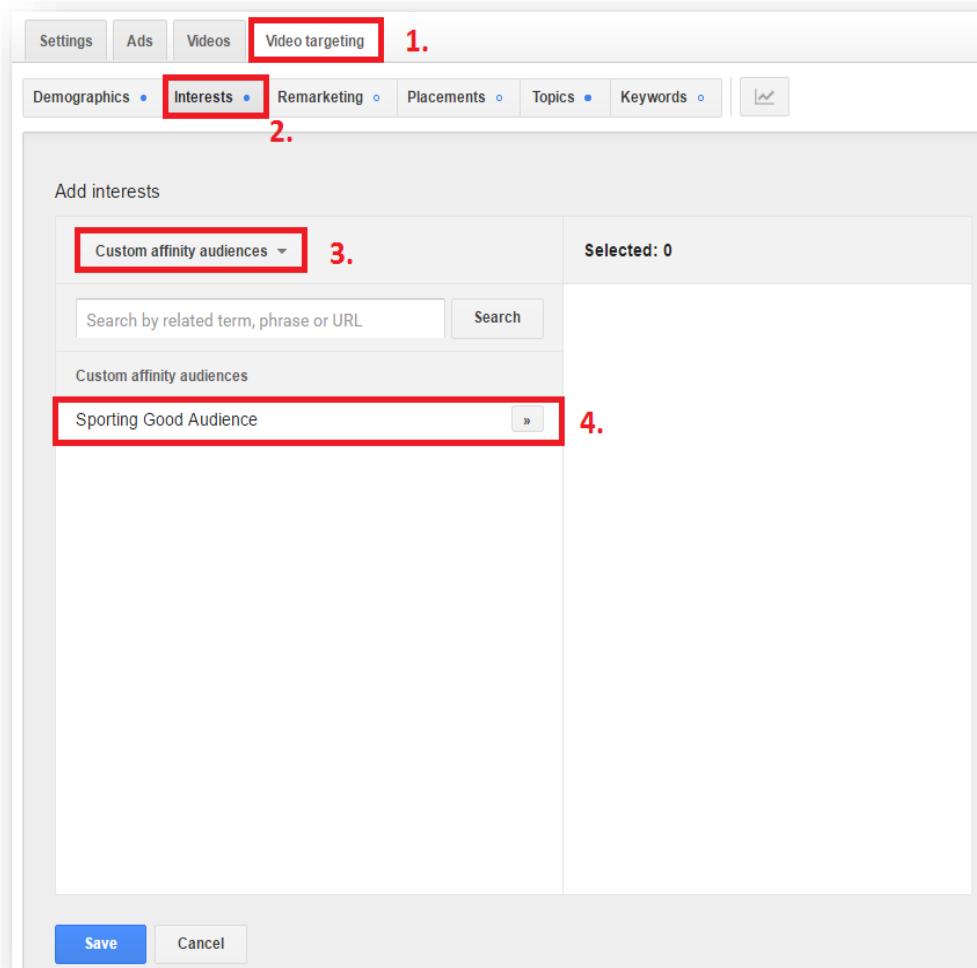 Settings Ads Videos Video targeting 1.
Demographics Interests Remarketing Placements Topics Keywords
2.
Add interests
Custom affinity audiences 3. Selected: 0
Search by related term, phrase or URL Search
Custom affinity audiences
Sporting Good Audience » 4.
Save Cancel